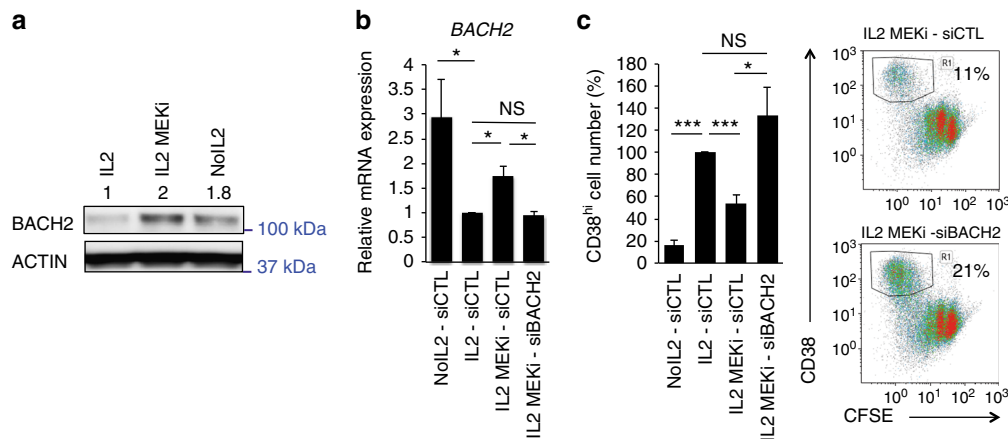 a
IL2
IL2 MEKi
NoIL2
1
2
1.8
BACH2
100 kDa
ACTIN
37 kDa
b
BACH2
Relative mRNA expression
4
3.5
3
2.5
2
1.5
1
0.5
0
*
NS
*
*
NoIL2 - siCTL
IL2 - siCTL
IL2 MEKi - siCTL
IL2 MEKi - siBACH2
c
CD38hi cell number (%)
180
160
140
120
100
80
60
40
20
0
NS
*
***
***
NoIL2 - siCTL
IL2 - siCTL
IL2 MEKi - siCTL
IL2 MEKi - siBACH2
IL2 MEKi - siCTL
10³
10²
10¹
10⁰
R1
11%
10⁰ 10¹ 10² 10³
IL2 MEKi -siBACH2
10³
10²
10¹
10⁰
R1
21%
10⁰ 10¹ 10² 10³
CD38
CFSE